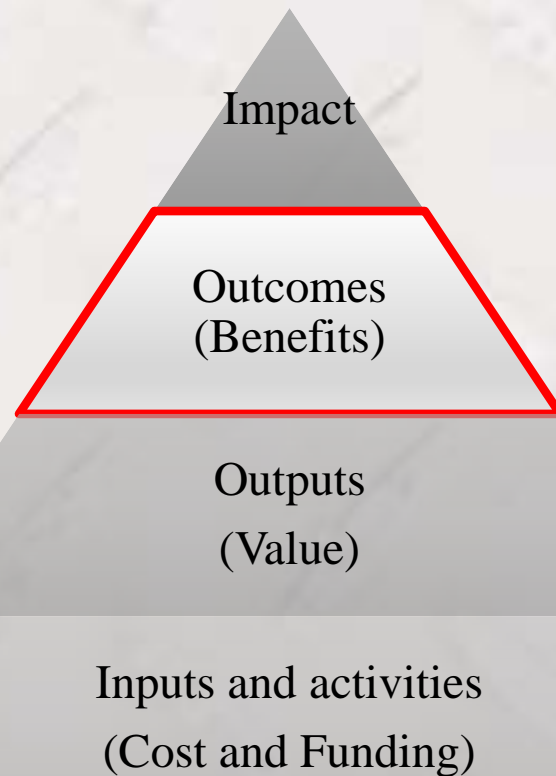 Impact
Outcomes
(Benefits)
Outputs
(Value)
Inputs and activities
(Cost and Funding)